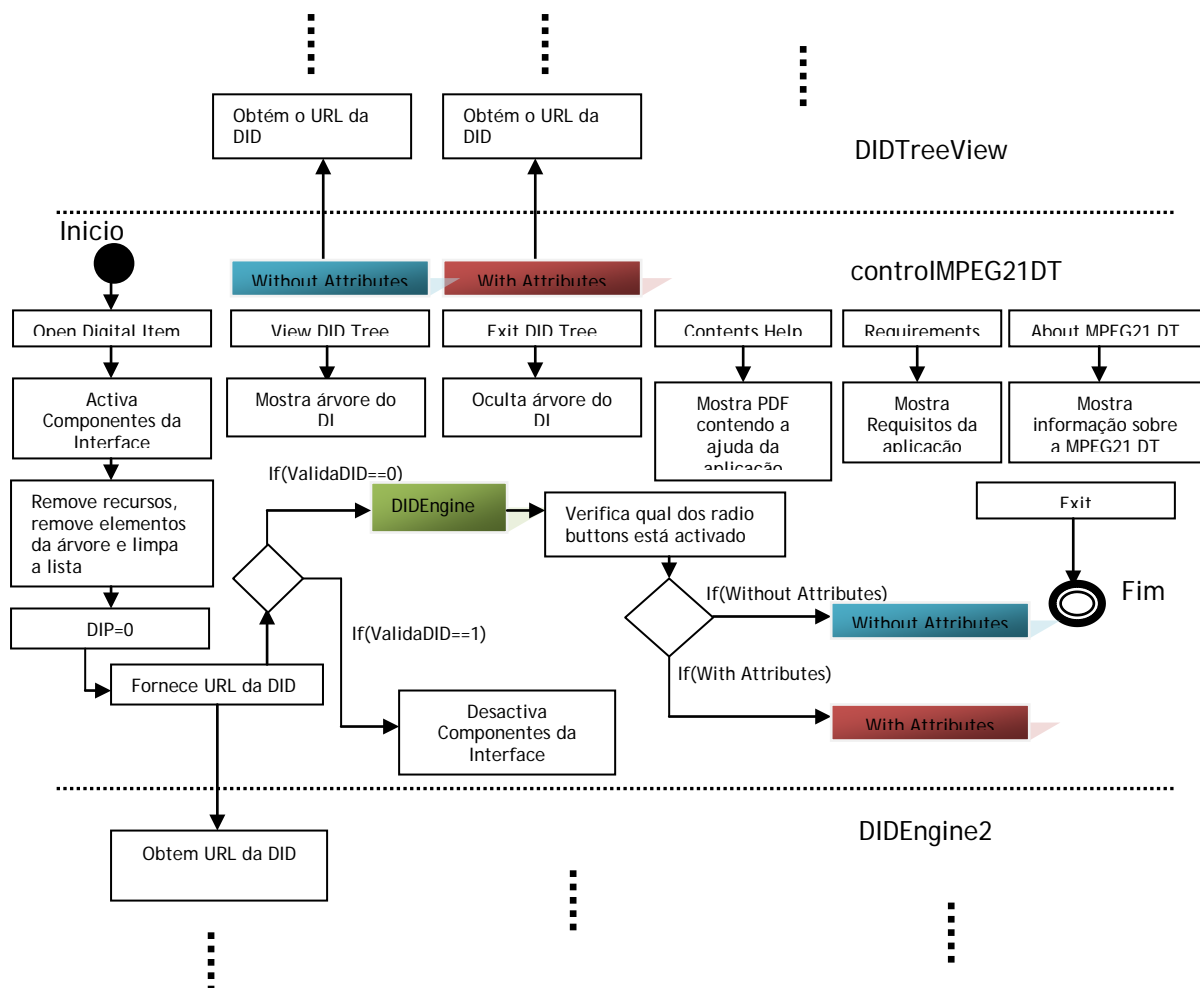 Obtém o URL da
DID
Obtém o URL da
DID
DIDTreeView
Inicio
Without Attributes
With Attributes
controlMPEG21DT
Open Digital Item
View DID Tree
Exit DID Tree
Contents Help
Requirements
About MPEG21 DT
Activa
Componentes da
Interface
Mostra árvore do
DI
Oculta árvore do
DI
Mostra PDF
contendo a
ajuda da
aplicação
Mostra
Requisitos da
aplicação
Mostra
informação sobre
a MPEG21 DT
If(ValidaDID==0)
Remove recursos,
remove elementos
da árvore e limpa
a lista
DIDEngine
Verifica qual dos radio
buttons está activado
Exit
Fim
If(Without Attributes)
Without Attributes
DIP=0
If(ValidaDID==1)
If(With Attributes)
Fornece URL da DID
Desactiva
Componentes da
Interface
With Attributes
DIDEngine2
Obtem URL da DID